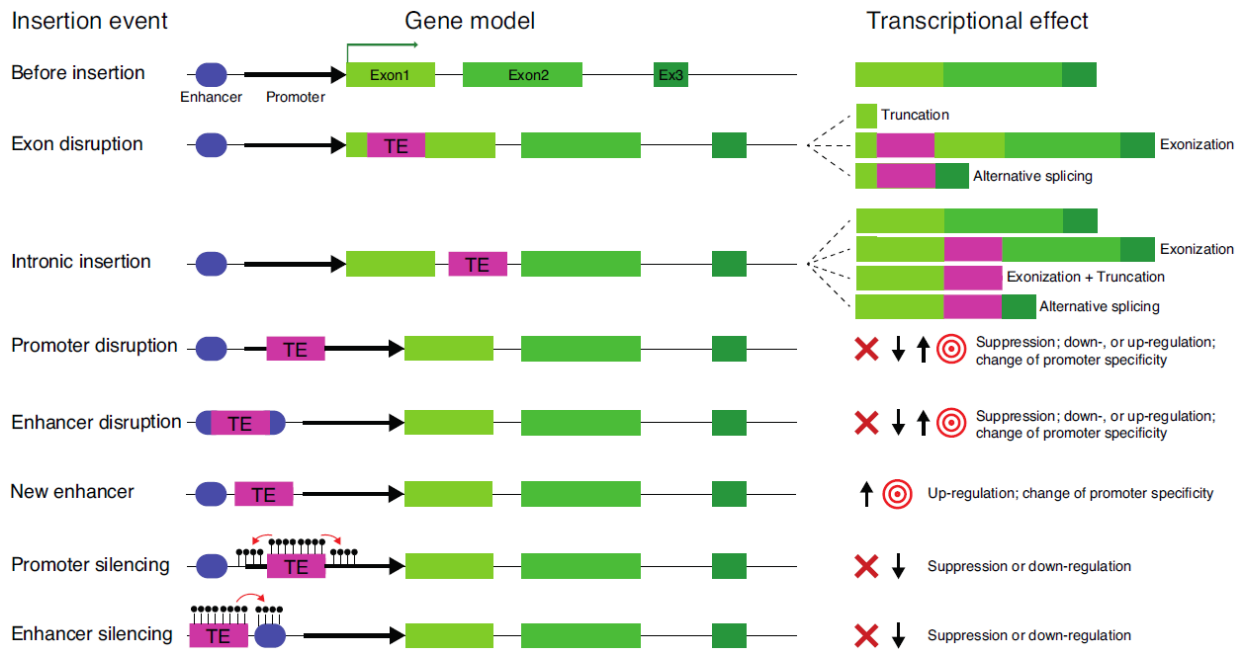 Insertion event Gene model Transcriptional effect
Before insertion Exon1 Exon2 Ex3
Enhancer Promoter
Truncation
Exon disruption TE Exonization
Alternative splicing
Intronic insertion TE Exonization
Exonization + Truncation
Alternative splicing
Promoter disruption TE Suppression; down-, or up-regulation;
change of promoter specificity
Enhancer disruption TE Suppression; down-, or up-regulation;
change of promoter specificity
New enhancer TE Up-regulation; change of promoter specificity
Promoter silencing TE Suppression or down-regulation
Enhancer silencing TE Suppression or down-regulation